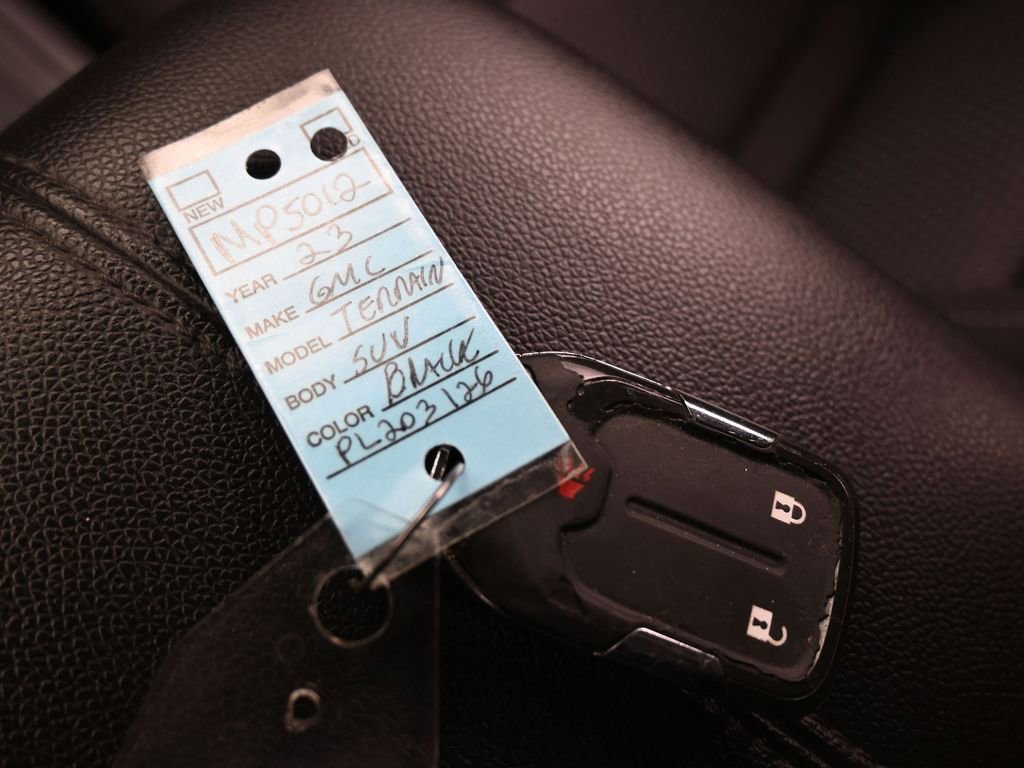 NEW
MP5012
YEAR 23
MAKE GMC
MODEL TERRAIN
BODY SUV
COLOR BLACK
PL203126